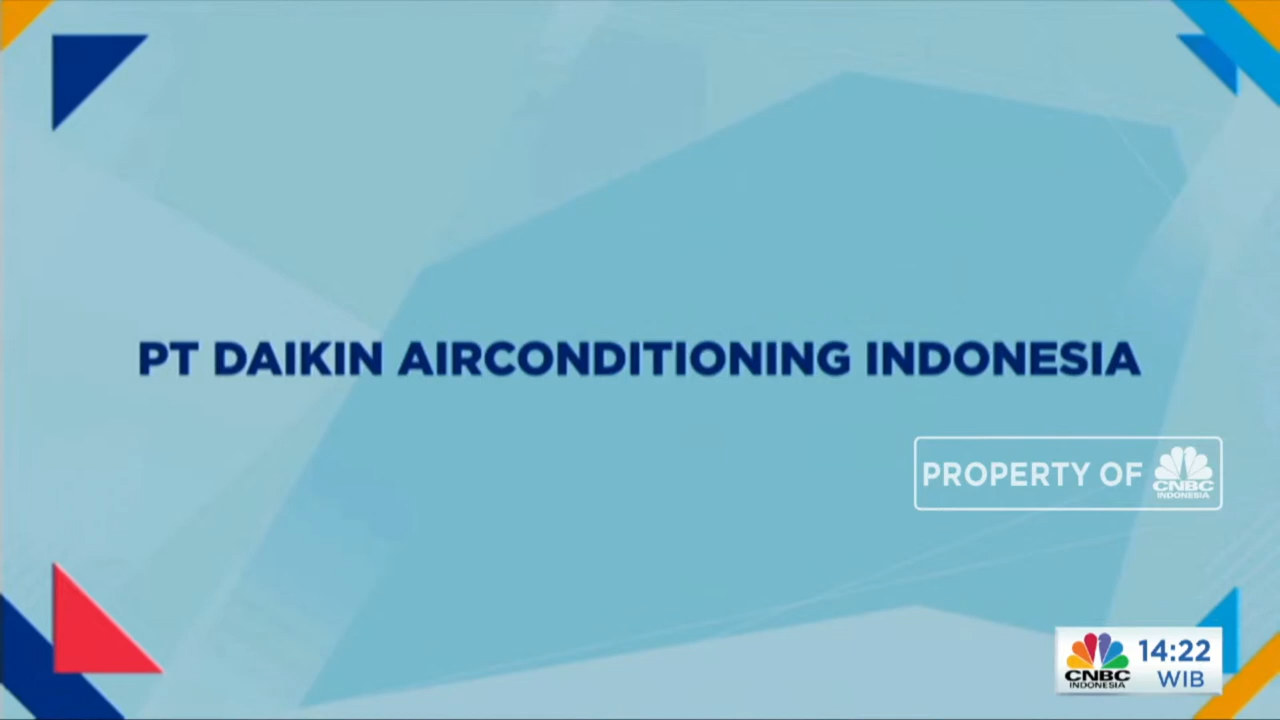 PT DAIKIN AIRCONDITIONING INDONESIA
PROPERTY OF CNBC INDONESIA
CNBC INDONESIA
14:22
WIB